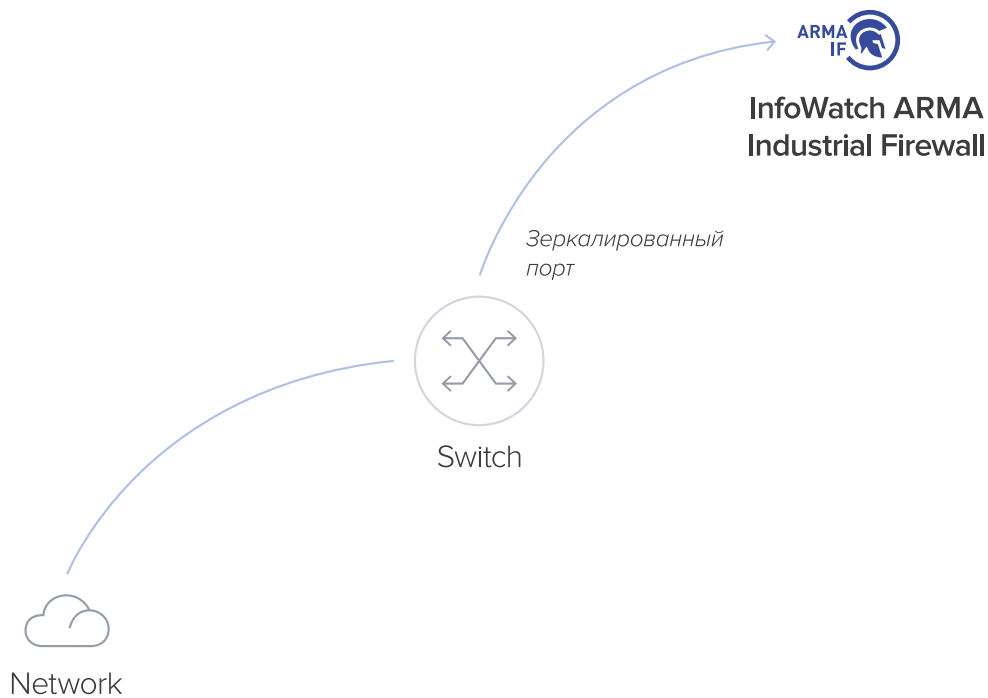 ARMA
IF
InfoWatch ARMA
Industrial Firewall
Зеркалированный
порт
Switch
Network